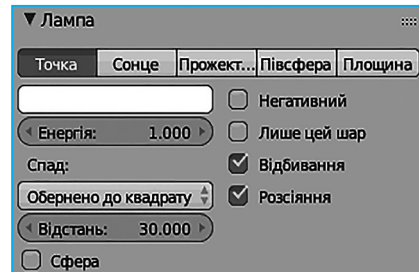 Лампа
Точка Сонце Прожект... Півсфера Площина
Негативний
Енергія: 1.000 Лише цей шар
Спад: Відбивання
Обернено до квадрату Розсіяння
Відстань: 30.000
Сфера